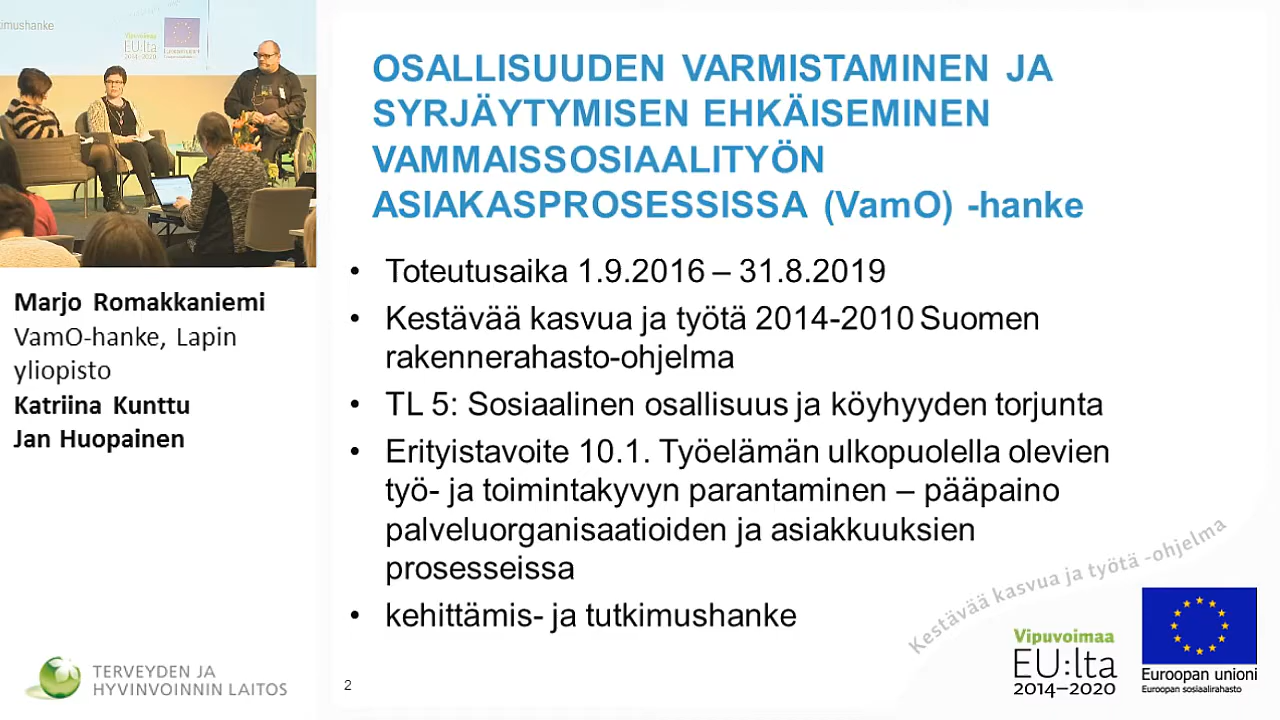 imushanke
Vipuvoimaa
EU:lta
2014–2020
Marjo Romakkaniemi
VamO-hanke, Lapin
yliopisto
Katriina Kunttu
Jan Huopainen
TERVEYDEN JA
HYVINVOINNIN LAITOS
OSALLISUUDEN VARMISTAMINEN JA
SYRJÄYTYMISEN EHKÄISEMINEN
VAMMAISSOSIAALITYÖN
ASIAKASPROSESSISSA (VamO) -hanke
• Toteutusaika 1.9.2016 – 31.8.2019
• Kestävää kasvua ja työtä 2014-2010 Suomen
rakennerahasto-ohjelma
• TL 5: Sosiaalinen osallisuus ja köyhyyden torjunta
• Erityistavoite 10.1. Työelämän ulkopuolella olevien
työ- ja toimintakyvyn parantaminen – pääpaino
palveluorganisaatioiden ja asiakkuuksien
prosesseissa
• kehittämis- ja tutkimushanke
Kestävää kasvua ja työtä -ohjelma
Vipuvoimaa
EU:lta
2014–2020
Euroopan unioni
Euroopan sosiaalirahasto
2